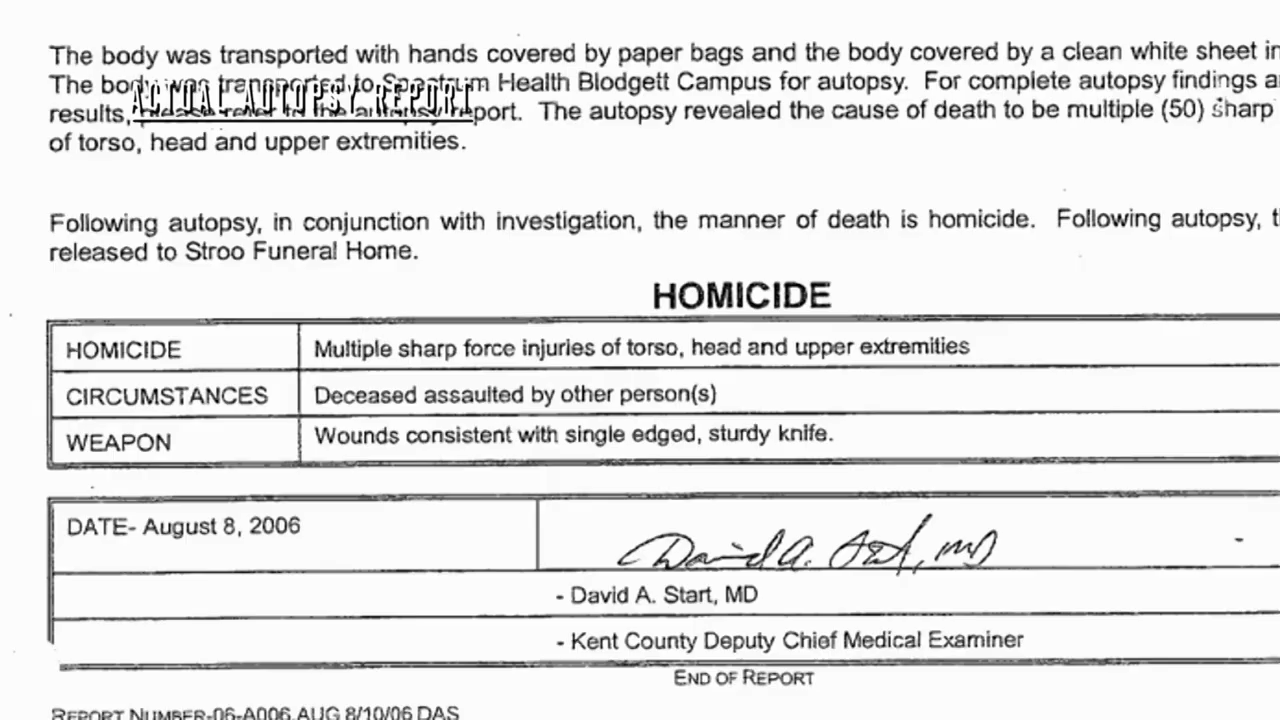 The body was transported with hands covered by paper bags and the body covered by a clean white sheet in
The body was transported to Spectrum Health Blodgett Campus for autopsy. For complete autopsy findings a
ACTUAL AUTOPSY REPORT
results, please refer to the autopsy report. The autopsy revealed the cause of death to be multiple (50) sharp
of torso, head and upper extremities.
Following autopsy, in conjunction with investigation, the manner of death is homicide. Following autopsy, t
released to Stroo Funeral Home.
HOMICIDE
HOMICIDE Multiple sharp force injuries of torso, head and upper extremities
CIRCUMSTANCES Deceased assaulted by other person(s)
WEAPON Wounds consistent with single edged, sturdy knife.
DATE- August 8, 2006 David A. Start, MD
- David A. Start, MD
- Kent County Deputy Chief Medical Examiner
END OF REPORT
REPORT NUMBER-06-A006.AUG 8/10/06 DAS